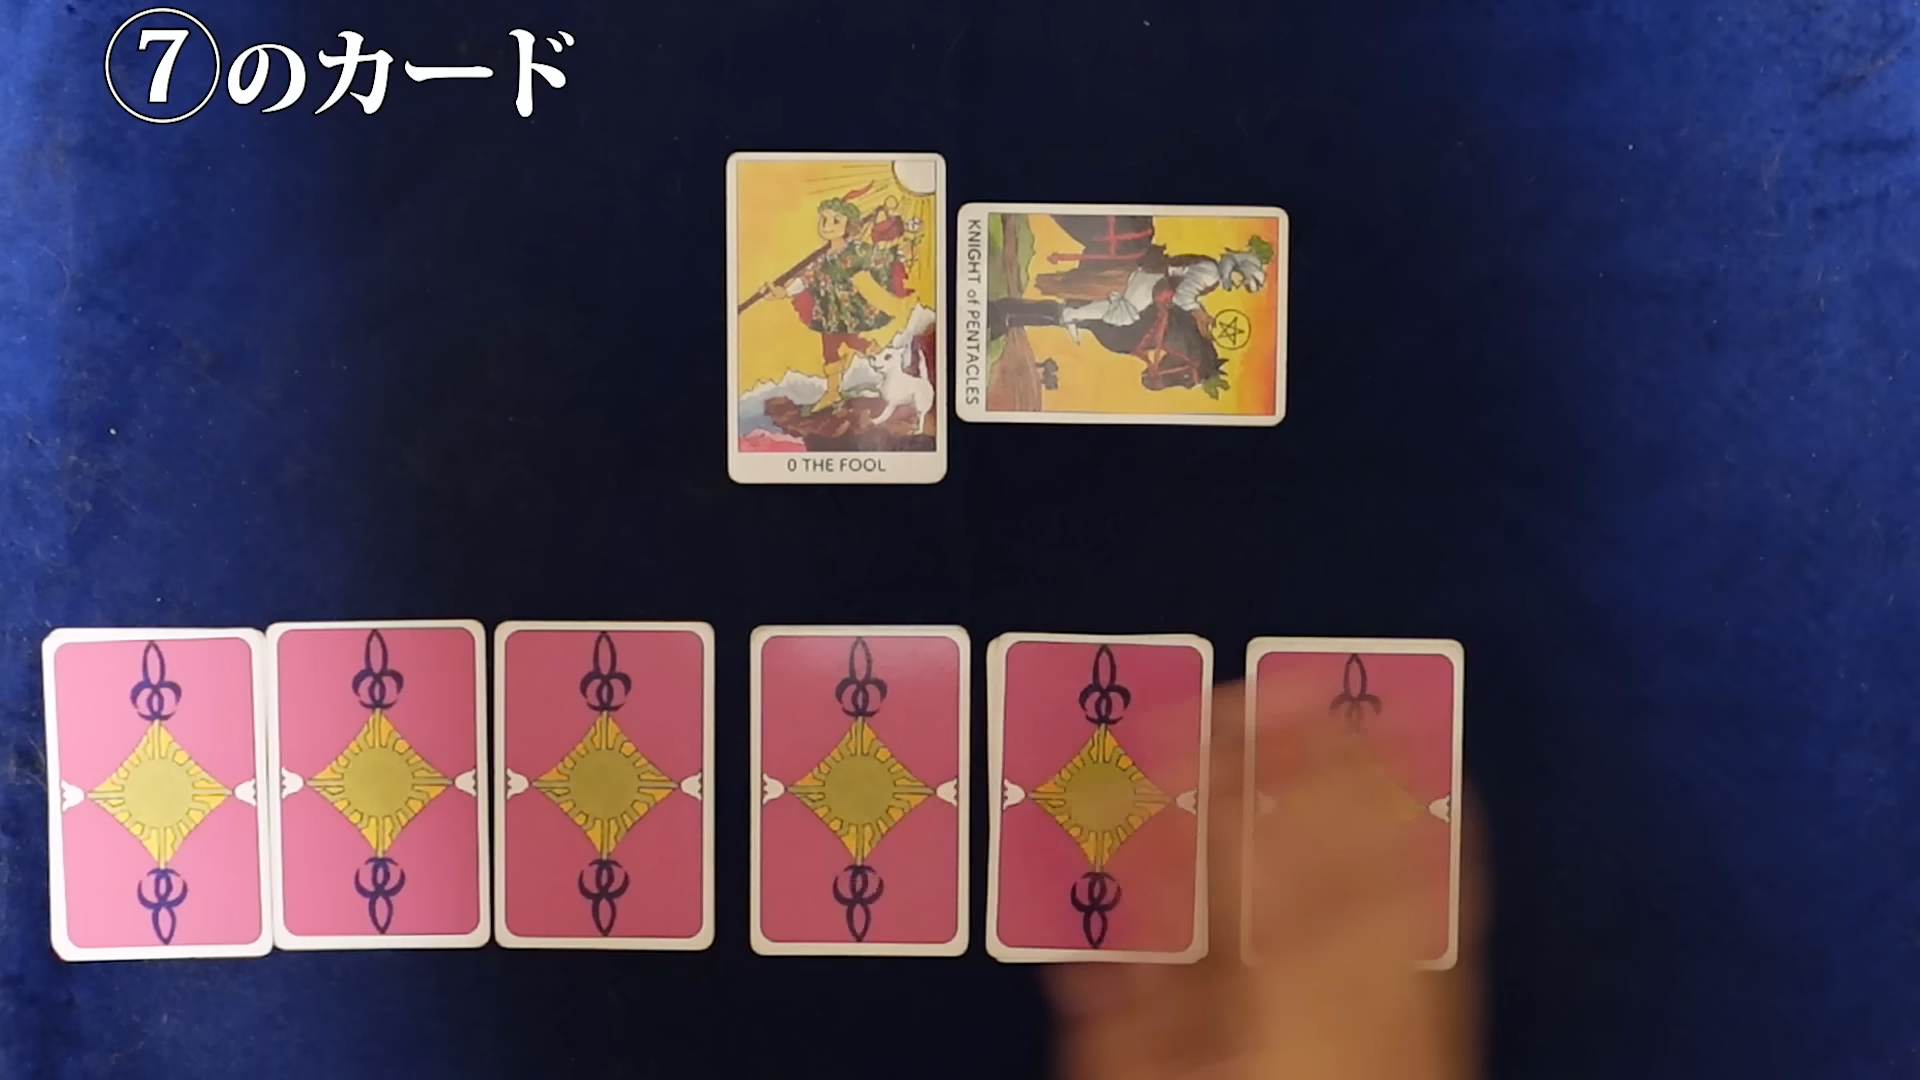 ⑦のカード
0 THE FOOL
KNIGHT of PENTACLES